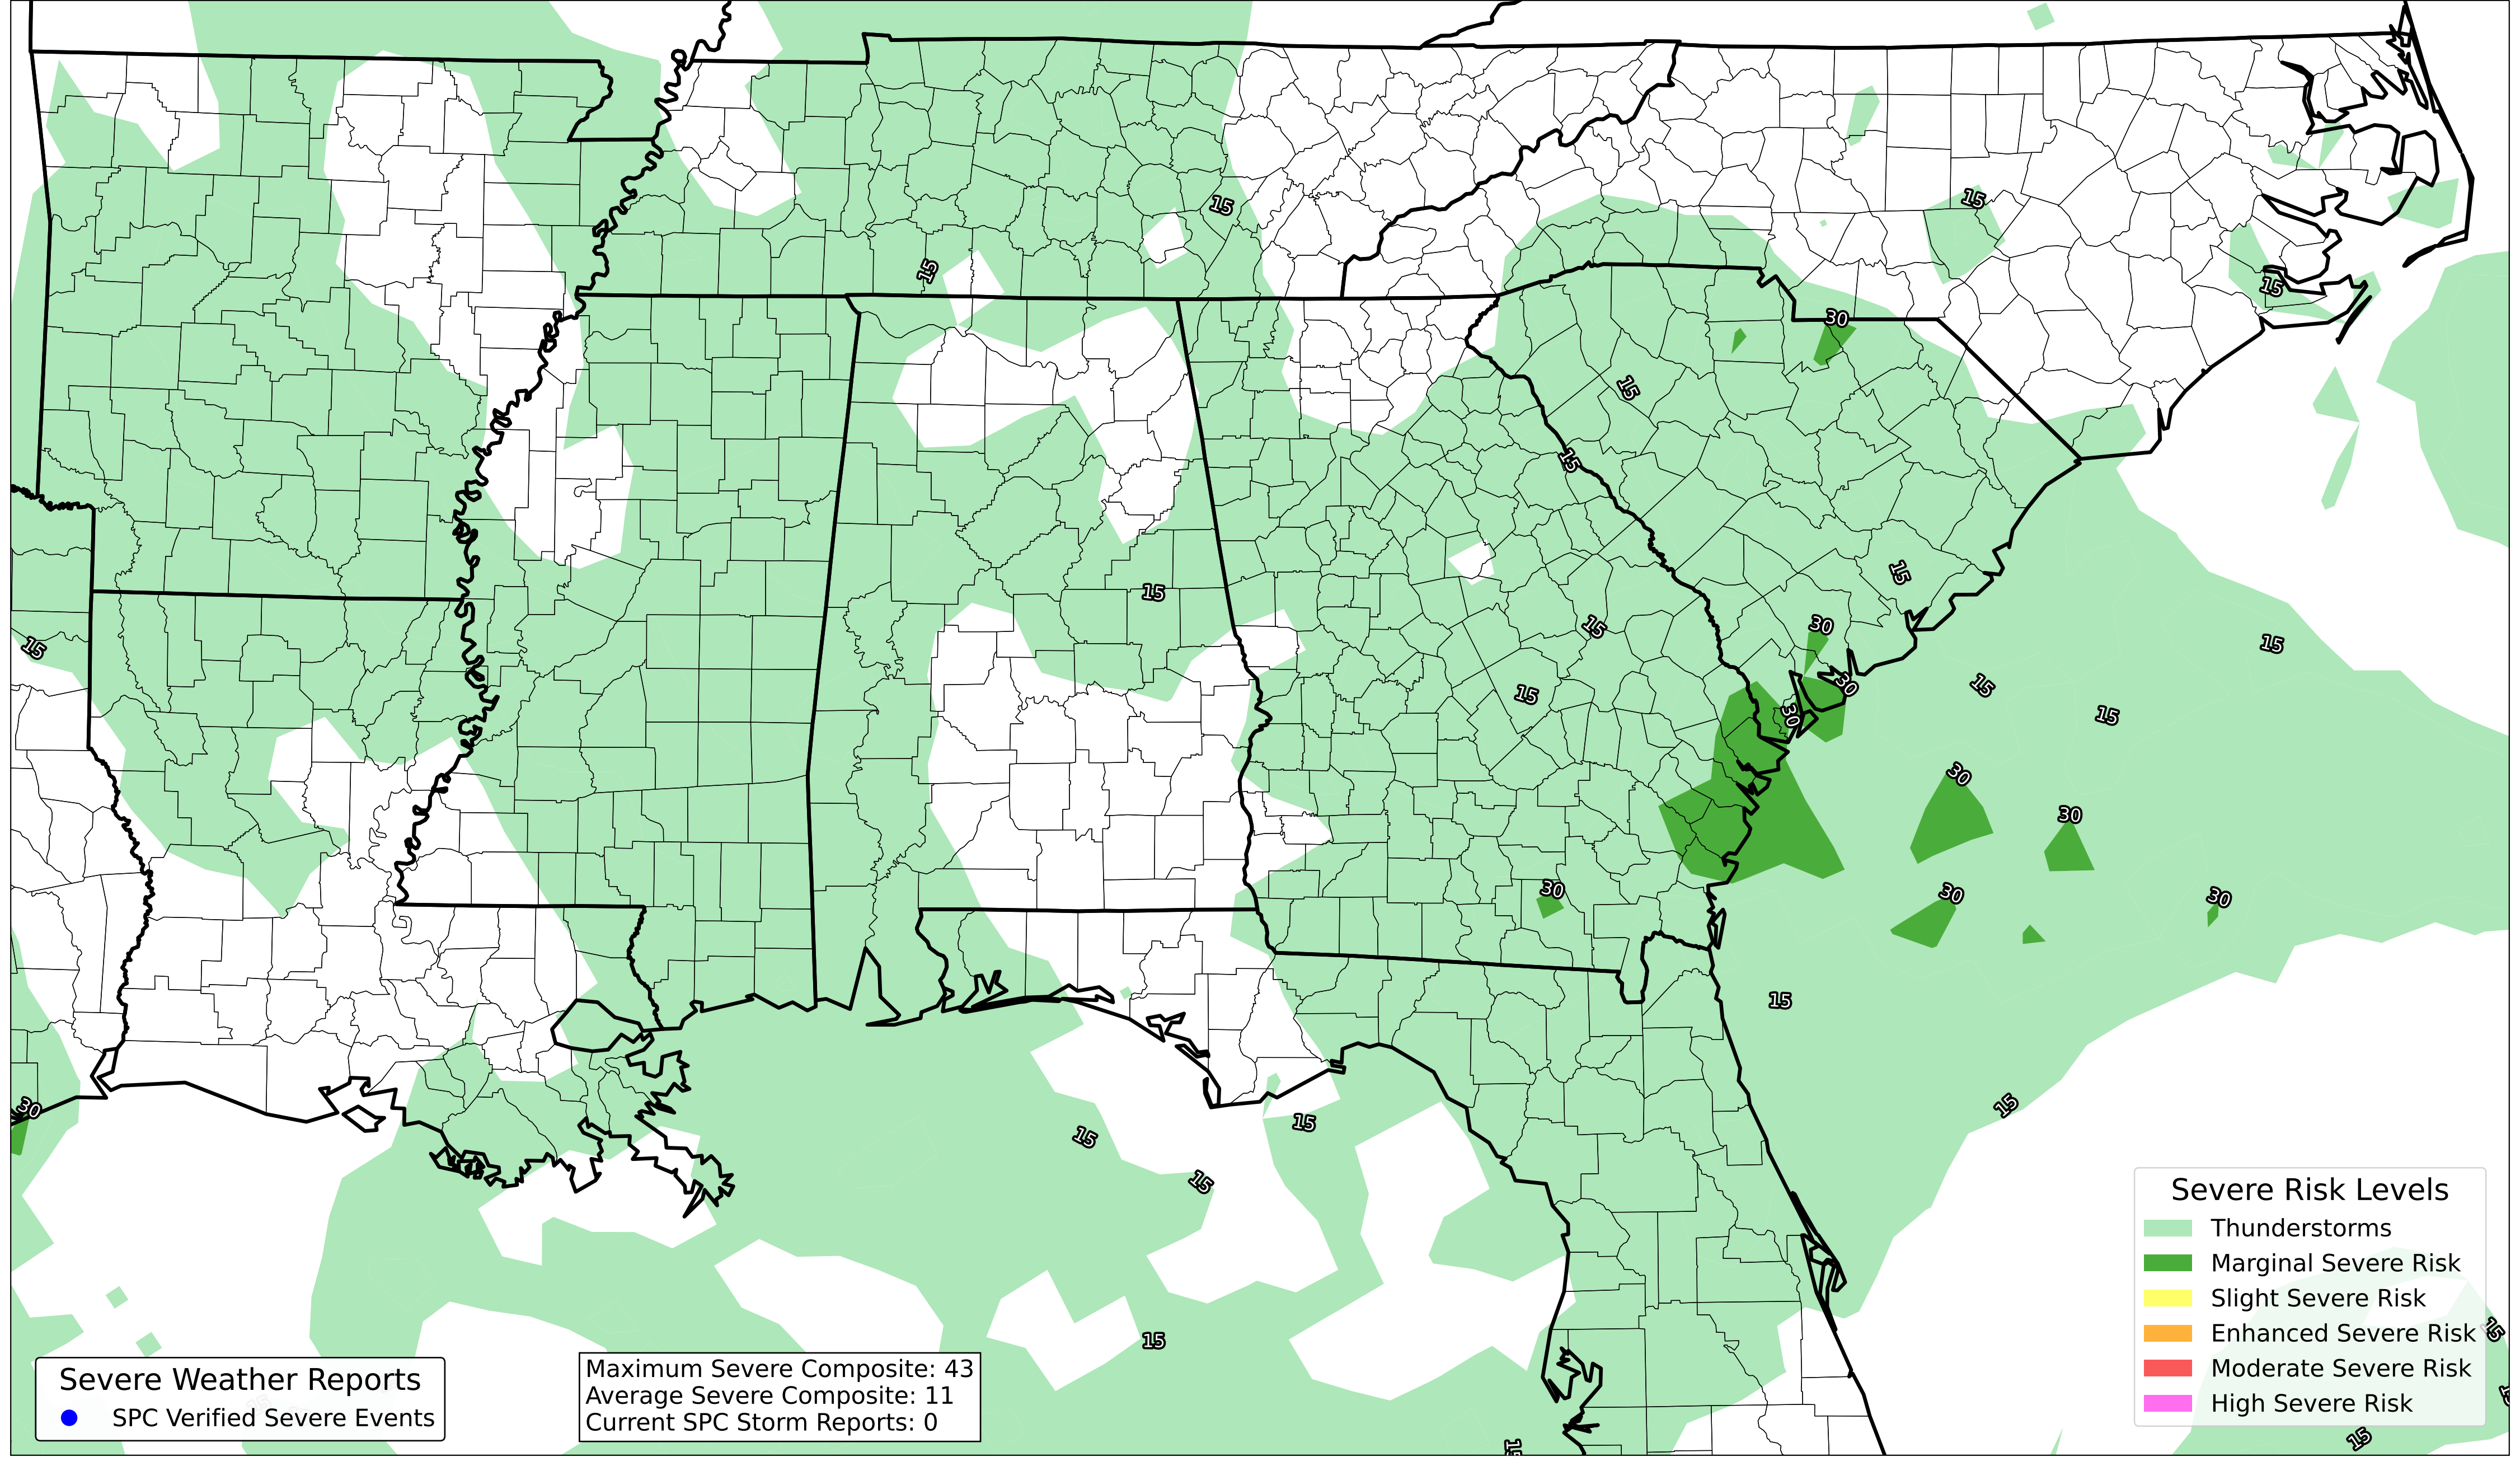 15
15
15
15
30
15
15
15
15
15
30
15
15
30
15
15
30
15
30
30
30
30
30
15
15
30
15
15
15
15
15
15
15
Severe Risk Levels
Thunderstorms
Marginal Severe Risk
Slight Severe Risk
Enhanced Severe Risk
Moderate Severe Risk
High Severe Risk
Severe Weather Reports
SPC Verified Severe Events
Maximum Severe Composite: 43
Average Severe Composite: 11
Current SPC Storm Reports: 0